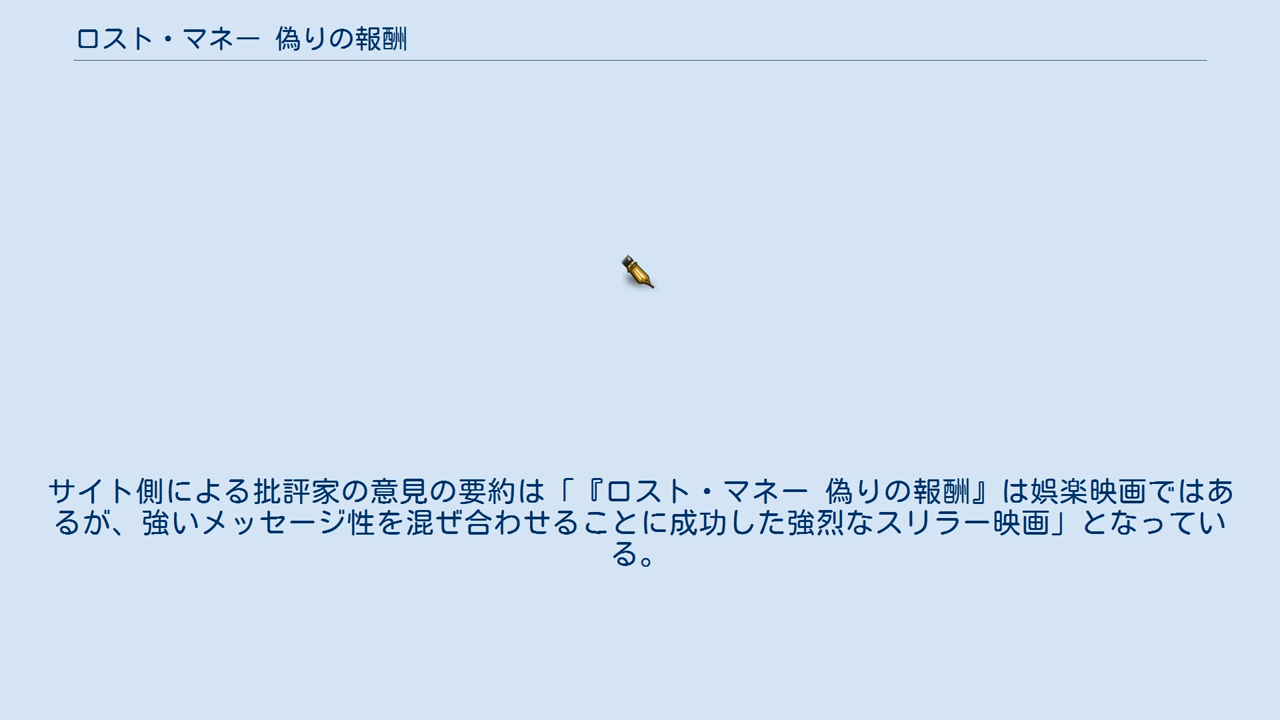 ロスト・マネー 偽りの報酬
サイト側による批評家の意見の要約は「『ロスト・マネー 偽りの報酬』は娯楽映画ではあ
るが、強いメッセージ性を混ぜ合わせることに成功した強烈なスリラー映画」となってい
る。